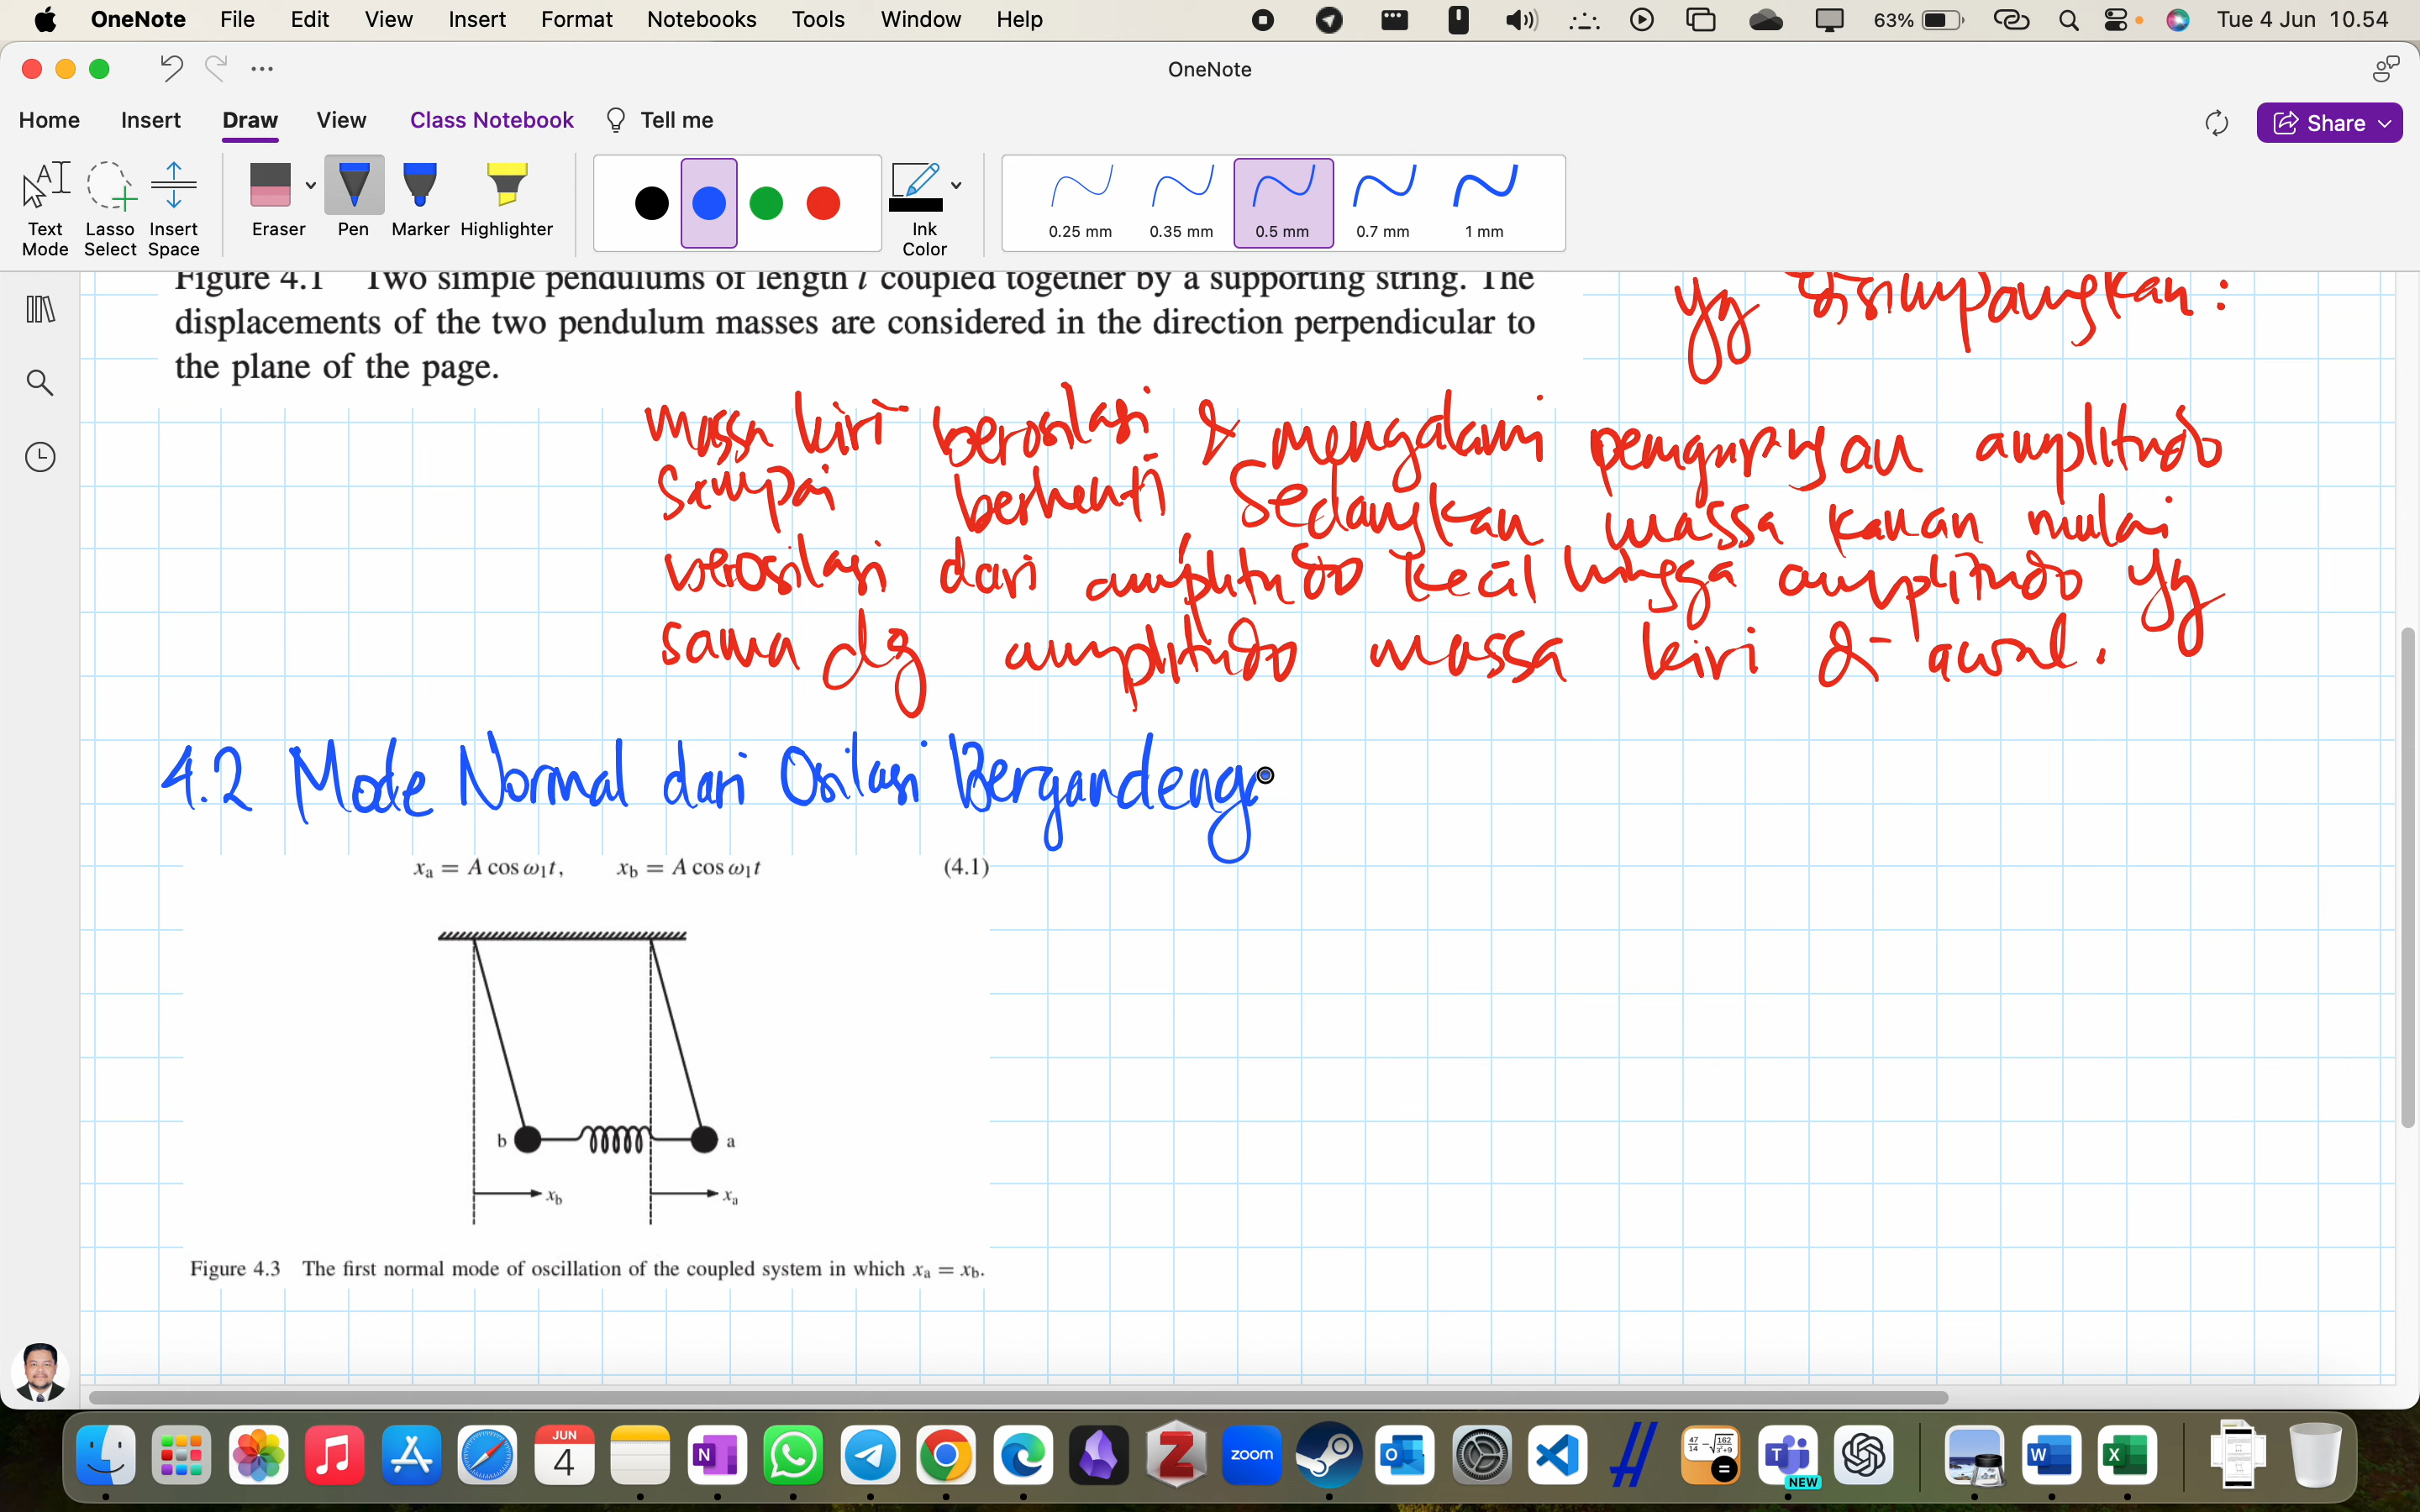 OneNote File Edit View Insert Format Notebooks Tools Window Help 63% Tue 4 Jun 10.54
OneNote
Home Insert Draw View Class Notebook Tell me Share
Text Mode Lasso Select Insert Space Eraser Pen Marker Highlighter Ink Color 0.25 mm 0.35 mm 0.5 mm 0.7 mm 1 mm
Figure 4.1 Two simple pendulums of length l coupled together by a supporting string. The
displacements of the two pendulum masses are considered in the direction perpendicular to
the plane of the page.
yg disimpangkan :
massa kiri berosilasi & mengalami pengurangan amplitudo
sampai berhenti sedangkan massa kanan mulai
berosilasi dari amplitudo kecil hingga amplitudo yg
sama dg amplitudo massa kiri di awal.
4.2 Mode Normal dari Osilasi Bergandenga
xa = A cos ω1t, xb = A cos ω1t (4.1)
b a
xb xa
Figure 4.3 The first normal mode of oscillation of the coupled system in which xa = xb.
JUN
4
N
Z
zoom
O
47/14
=
T
NEW
W
X